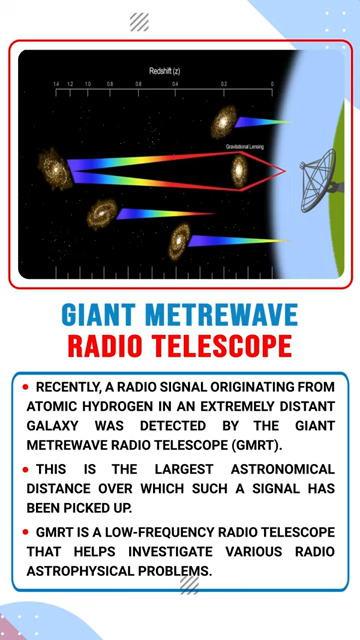 Redshift (z)
1.4 1.2 1.0 0.8 0.6 0.4 0.2 0
Gravitational Lensing
GIANT METREWAVE
RADIO TELESCOPE
• RECENTLY, A RADIO SIGNAL ORIGINATING FROM
ATOMIC HYDROGEN IN AN EXTREMELY DISTANT
GALAXY WAS DETECTED BY THE GIANT
METREWAVE RADIO TELESCOPE (GMRT).
• THIS IS THE LARGEST ASTRONOMICAL
DISTANCE OVER WHICH SUCH A SIGNAL HAS
BEEN PICKED UP.
• GMRT IS A LOW-FREQUENCY RADIO TELESCOPE
THAT HELPS INVESTIGATE VARIOUS RADIO
ASTROPHYSICAL PROBLEMS.